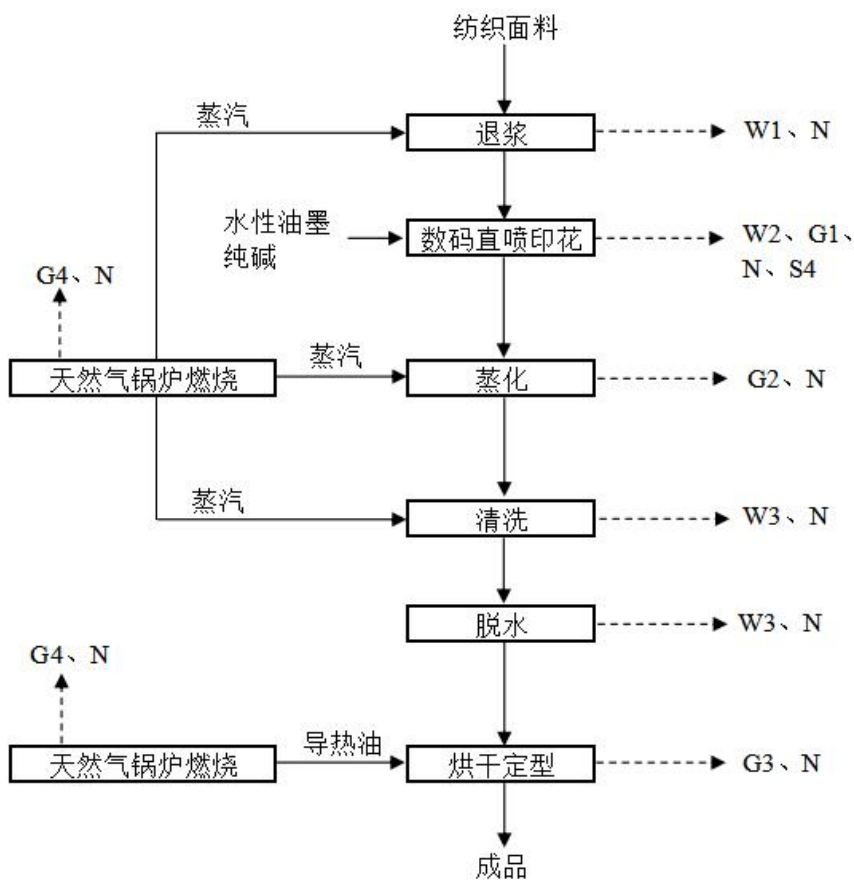 纺织面料
蒸汽
退浆
W1、N
水性油墨
纯碱
数码直喷印花
W2、G1、
N、S4
G4、N
天然气锅炉燃烧
蒸汽
蒸化
G2、N
蒸汽
清洗
W3、N
脱水
W3、N
G4、N
天然气锅炉燃烧
导热油
烘干定型
G3、N
成品